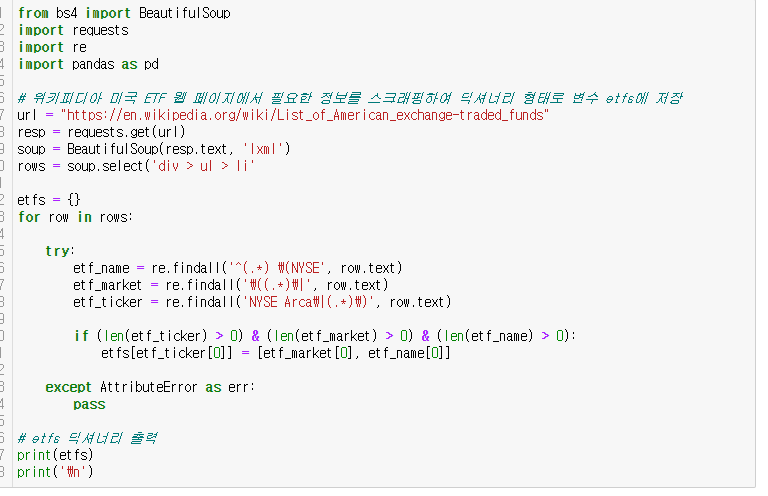 from bs4 import BeautifulSoup
import requests
import re
import pandas as pd
# 위키피디아 미국 ETF 웹 페이지에서 필요한 정보를 스크래핑하여 딕셔너리 형태로 변수 etfs에 저장
url = "https://en.wikipedia.org/wiki/List_of_American_exchange-traded_funds"
resp = requests.get(url)
soup = BeautifulSoup(resp.text, 'lxml')
rows = soup.select('div > ul > li'
etfs = {}
for row in rows:
    try:
        etf_name = re.findall('^(.*) ₩(NYSE', row.text)
        etf_market = re.findall('₩((.*)₩|', row.text)
        etf_ticker = re.findall('NYSE Arca₩|(.*)₩)', row.text)
        if (len(etf_ticker) > 0) & (len(etf_market) > 0) & (len(etf_name) > 0):
            etfs[etf_ticker[0]] = [etf_market[0], etf_name[0]]
    except AttributeError as err:
        pass
# etfs 딕셔너리 출력
print(etfs)
print('₩n')